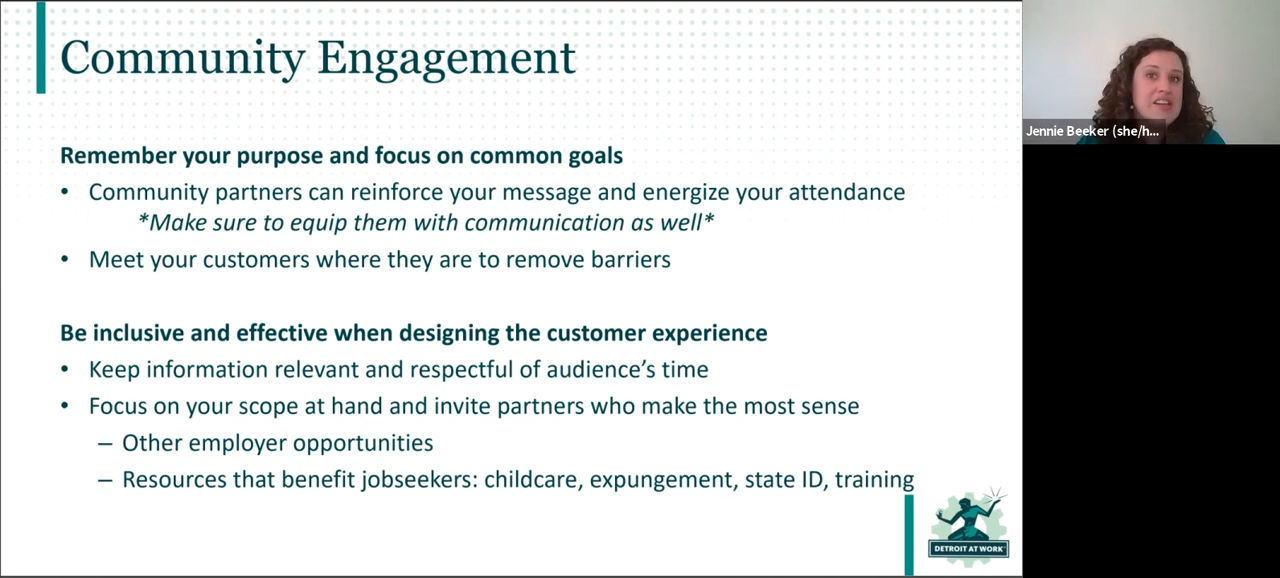 Community Engagement
Remember your purpose and focus on common goals
• Community partners can reinforce your message and energize your attendance
*Make sure to equip them with communication as well*
• Meet your customers where they are to remove barriers
Be inclusive and effective when designing the customer experience
• Keep information relevant and respectful of audience’s time
• Focus on your scope at hand and invite partners who make the most sense
– Other employer opportunities
– Resources that benefit jobseekers: childcare, expungement, state ID, training
DETROIT AT WORK™
Jennie Beeker (she/h...